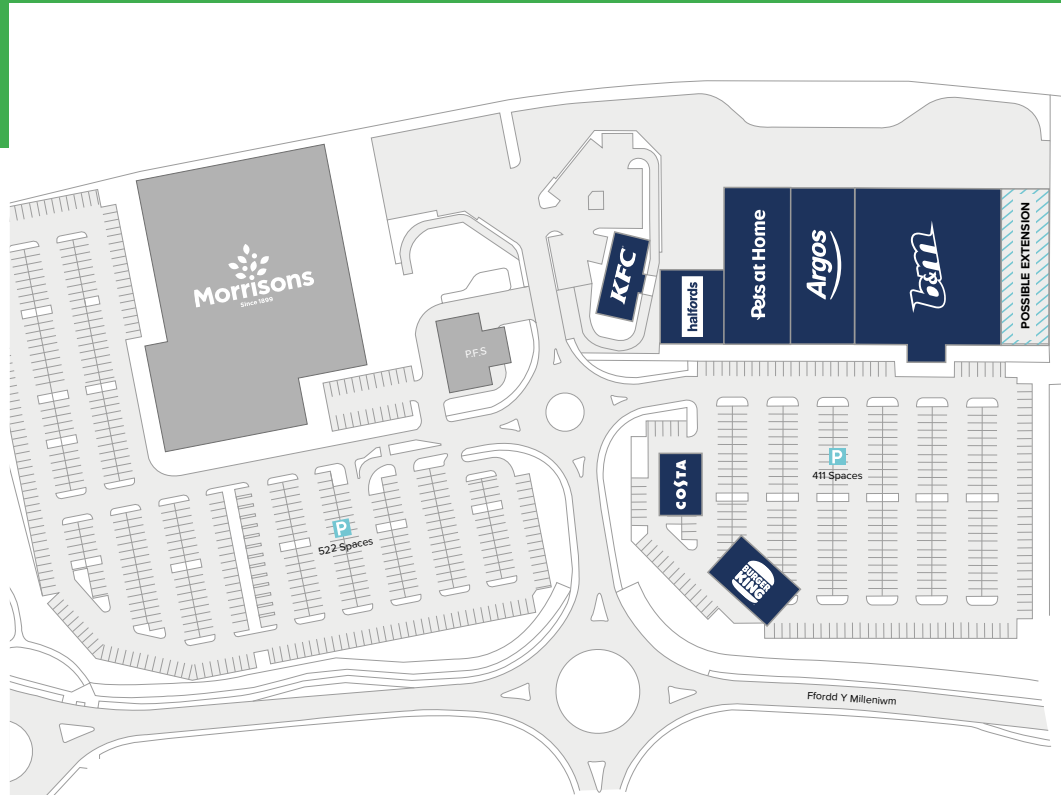 Morrisons
Since 1899
P.F.S
KFC
halfords
Pets at Home
Argos
b&m
POSSIBLE EXTENSION
COSTA
P
411 Spaces
P
522 Spaces
BURGER
KING
Ffordd Y Milleniwm